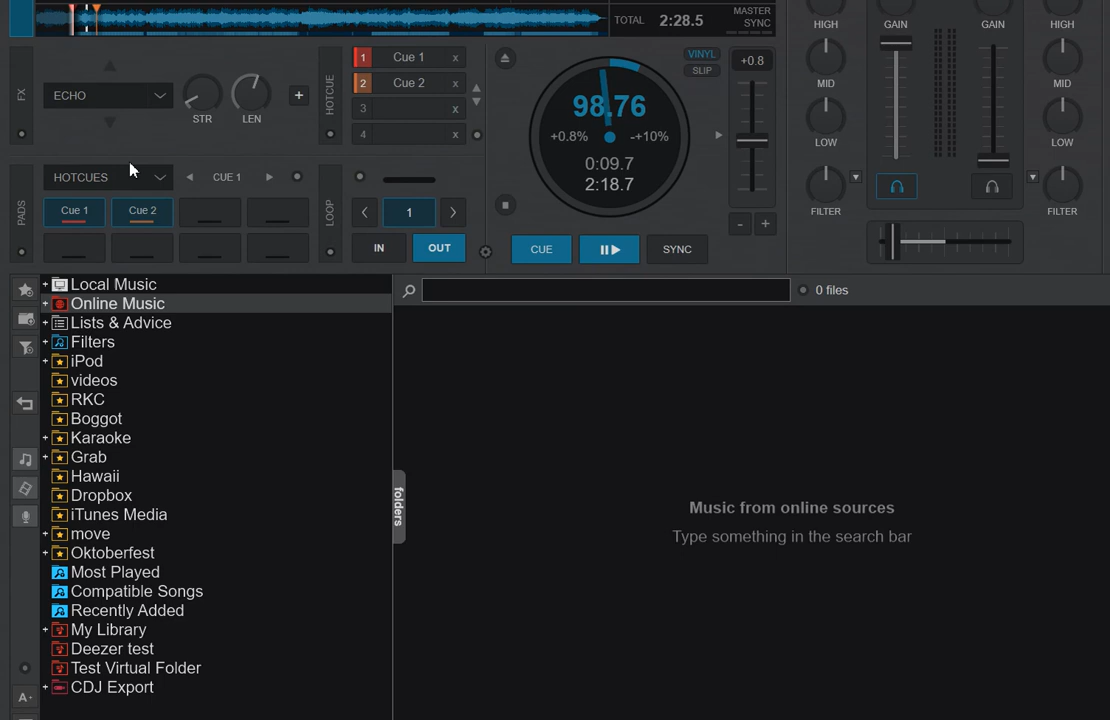 TOTAL 2:28.5 MASTER SYNC
FX
ECHO
STR
LEN
+
HOTCUE
1 Cue 1 x
2 Cue 2 x
3 x
4 x
98.76
+0.8% -+10%
0:09.7
2:18.7
VINYL
SLIP
+0.8
- +
PADS
HOTCUES
CUE 1
Cue 1 Cue 2
LOOP
1
IN OUT
CUE SYNC
HIGH GAIN GAIN HIGH
MID MID
LOW LOW
FILTER FILTER
+ Local Music
+ Online Music
+ Lists & Advice
+ Filters
+ iPod
videos
RKC
Boggot
+ Karaoke
+ Grab
Hawaii
Dropbox
iTunes Media
+ move
+ Oktoberfest
Most Played
Compatible Songs
Recently Added
+ My Library
Deezer test
Test Virtual Folder
+ CDJ Export
A+
folders
0 files
Music from online sources
Type something in the search bar